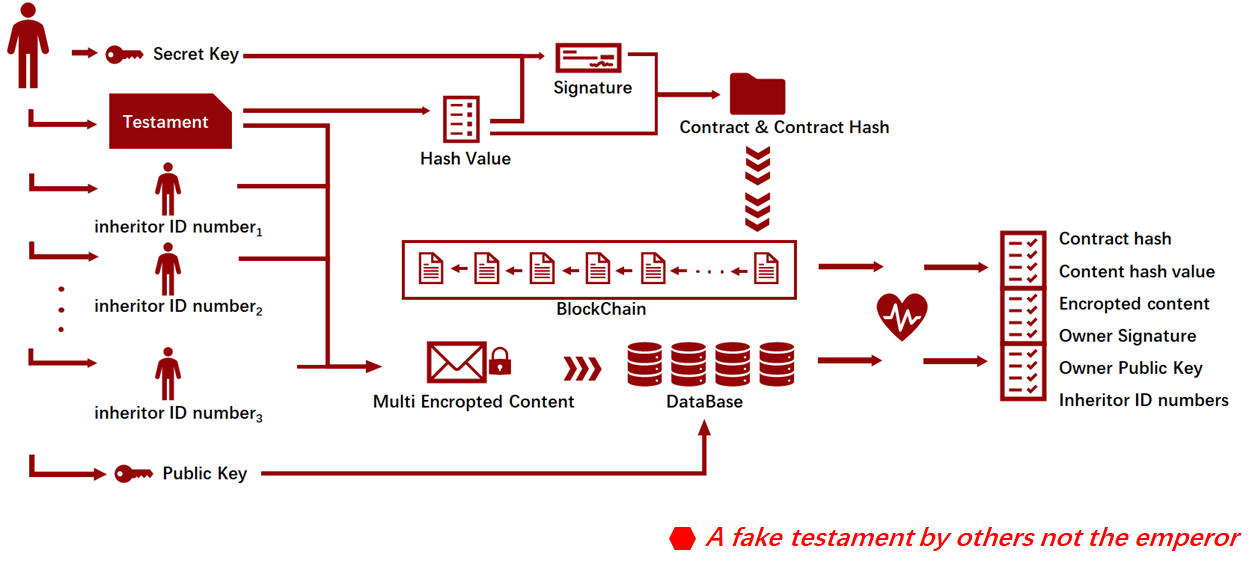 Secret Key
Signature
Testament
Hash Value
Contract & Contract Hash
inheritor ID number₁
inheritor ID number₂
inheritor ID number₃
BlockChain
Multi Encropted Content
DataBase
Public Key
Contract hash
Content hash value
Encropted content
Owner Signature
Owner Public Key
Inheritor ID numbers
A fake testament by others not the emperor